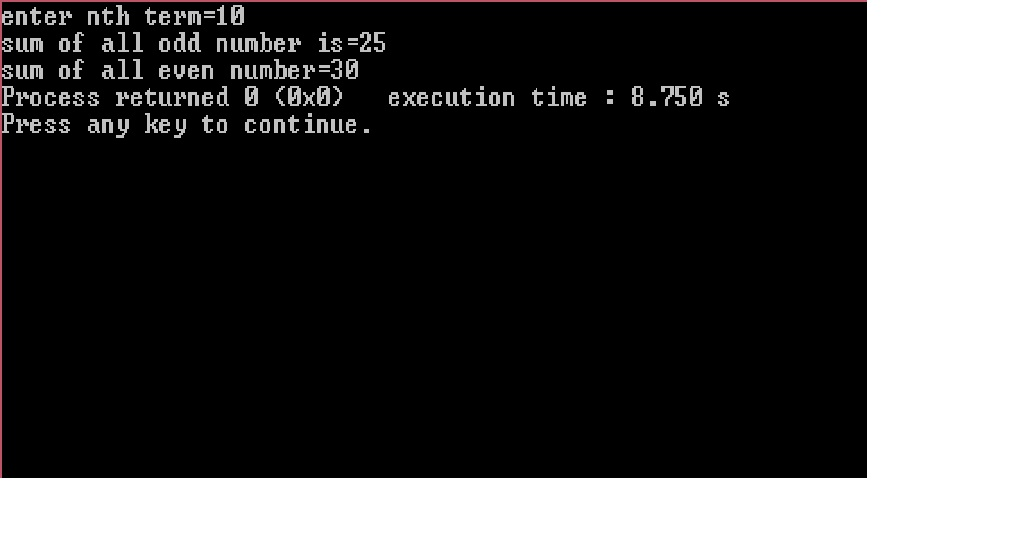 enter nth term=10
sum of all odd number is=25
sum of all even number=30
Process returned 0 (0x0)   execution time : 8.750 s
Press any key to continue.